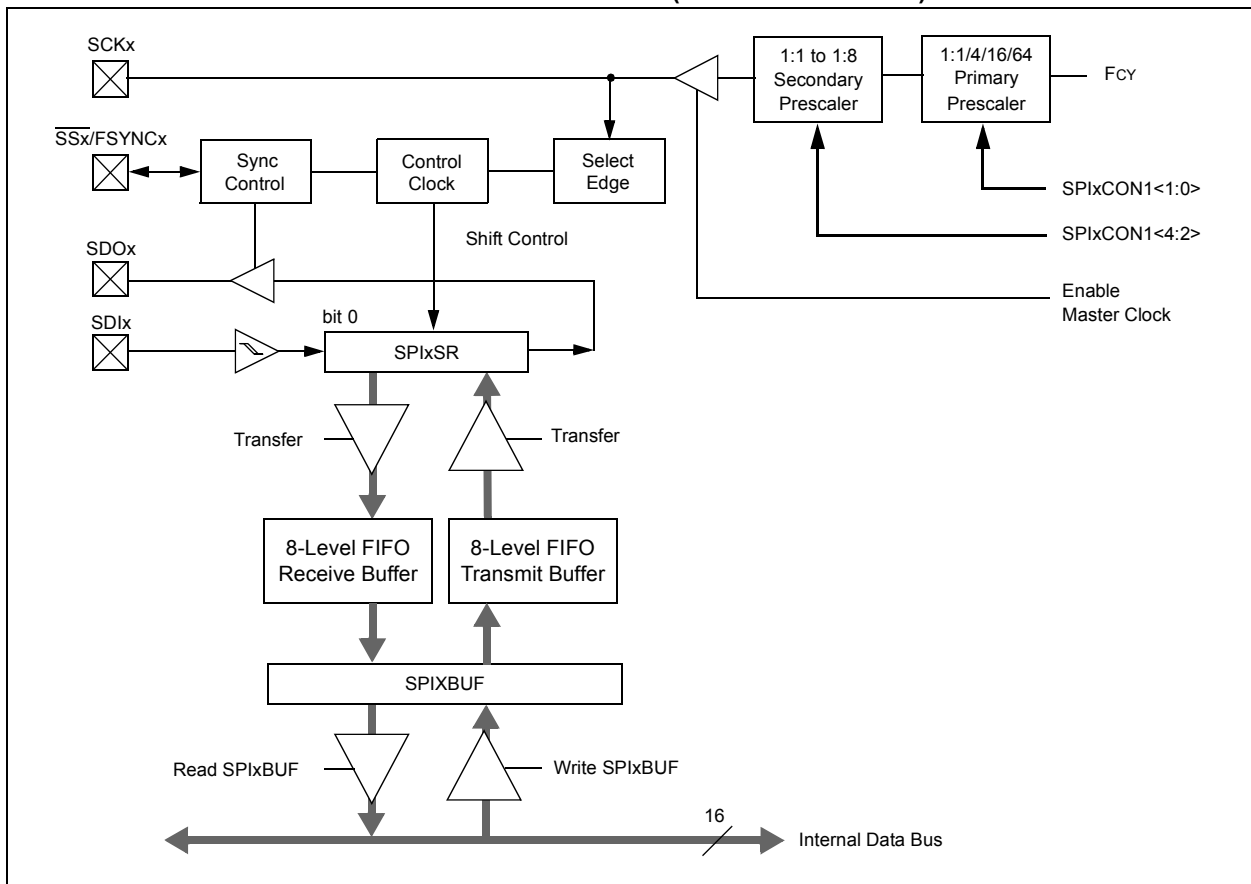 SCKx
1:1 to 1:8
Secondary
Prescaler
1:1/4/16/64
Primary
Prescaler
FCY
SSx/FSYNCx
Sync
Control
Control
Clock
Select
Edge
SPIxCON1<1:0>
Shift Control
SPIxCON1<4:2>
SDOx
Enable
Master Clock
SDIx
bit 0
SPIxSR
Transfer
Transfer
8-Level FIFO
Receive Buffer
8-Level FIFO
Transmit Buffer
SPIXBUF
Read SPIxBUF
Write SPIxBUF
16
Internal Data Bus